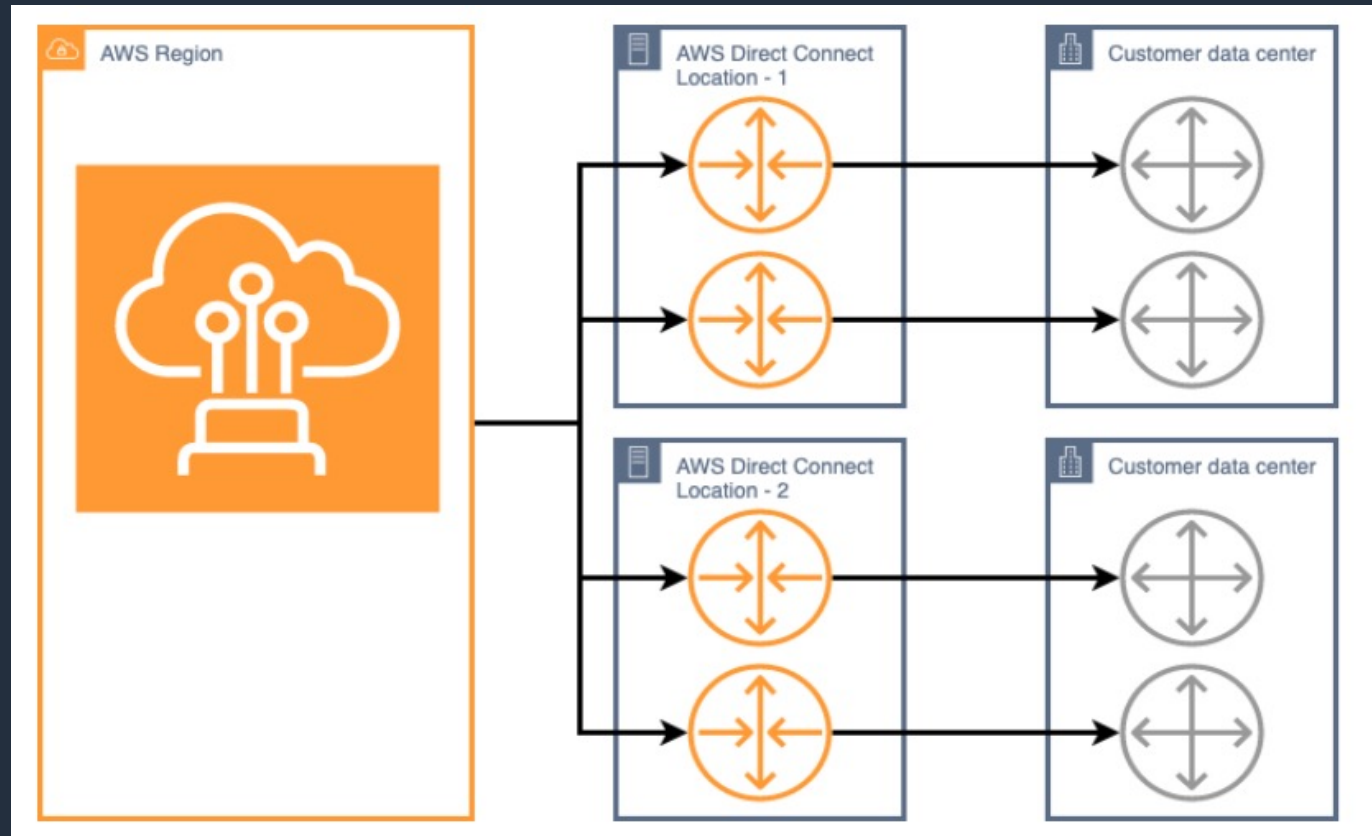 AWS Region
AWS Direct Connect
Location - 1
Customer data center
AWS Direct Connect
Location - 2
Customer data center